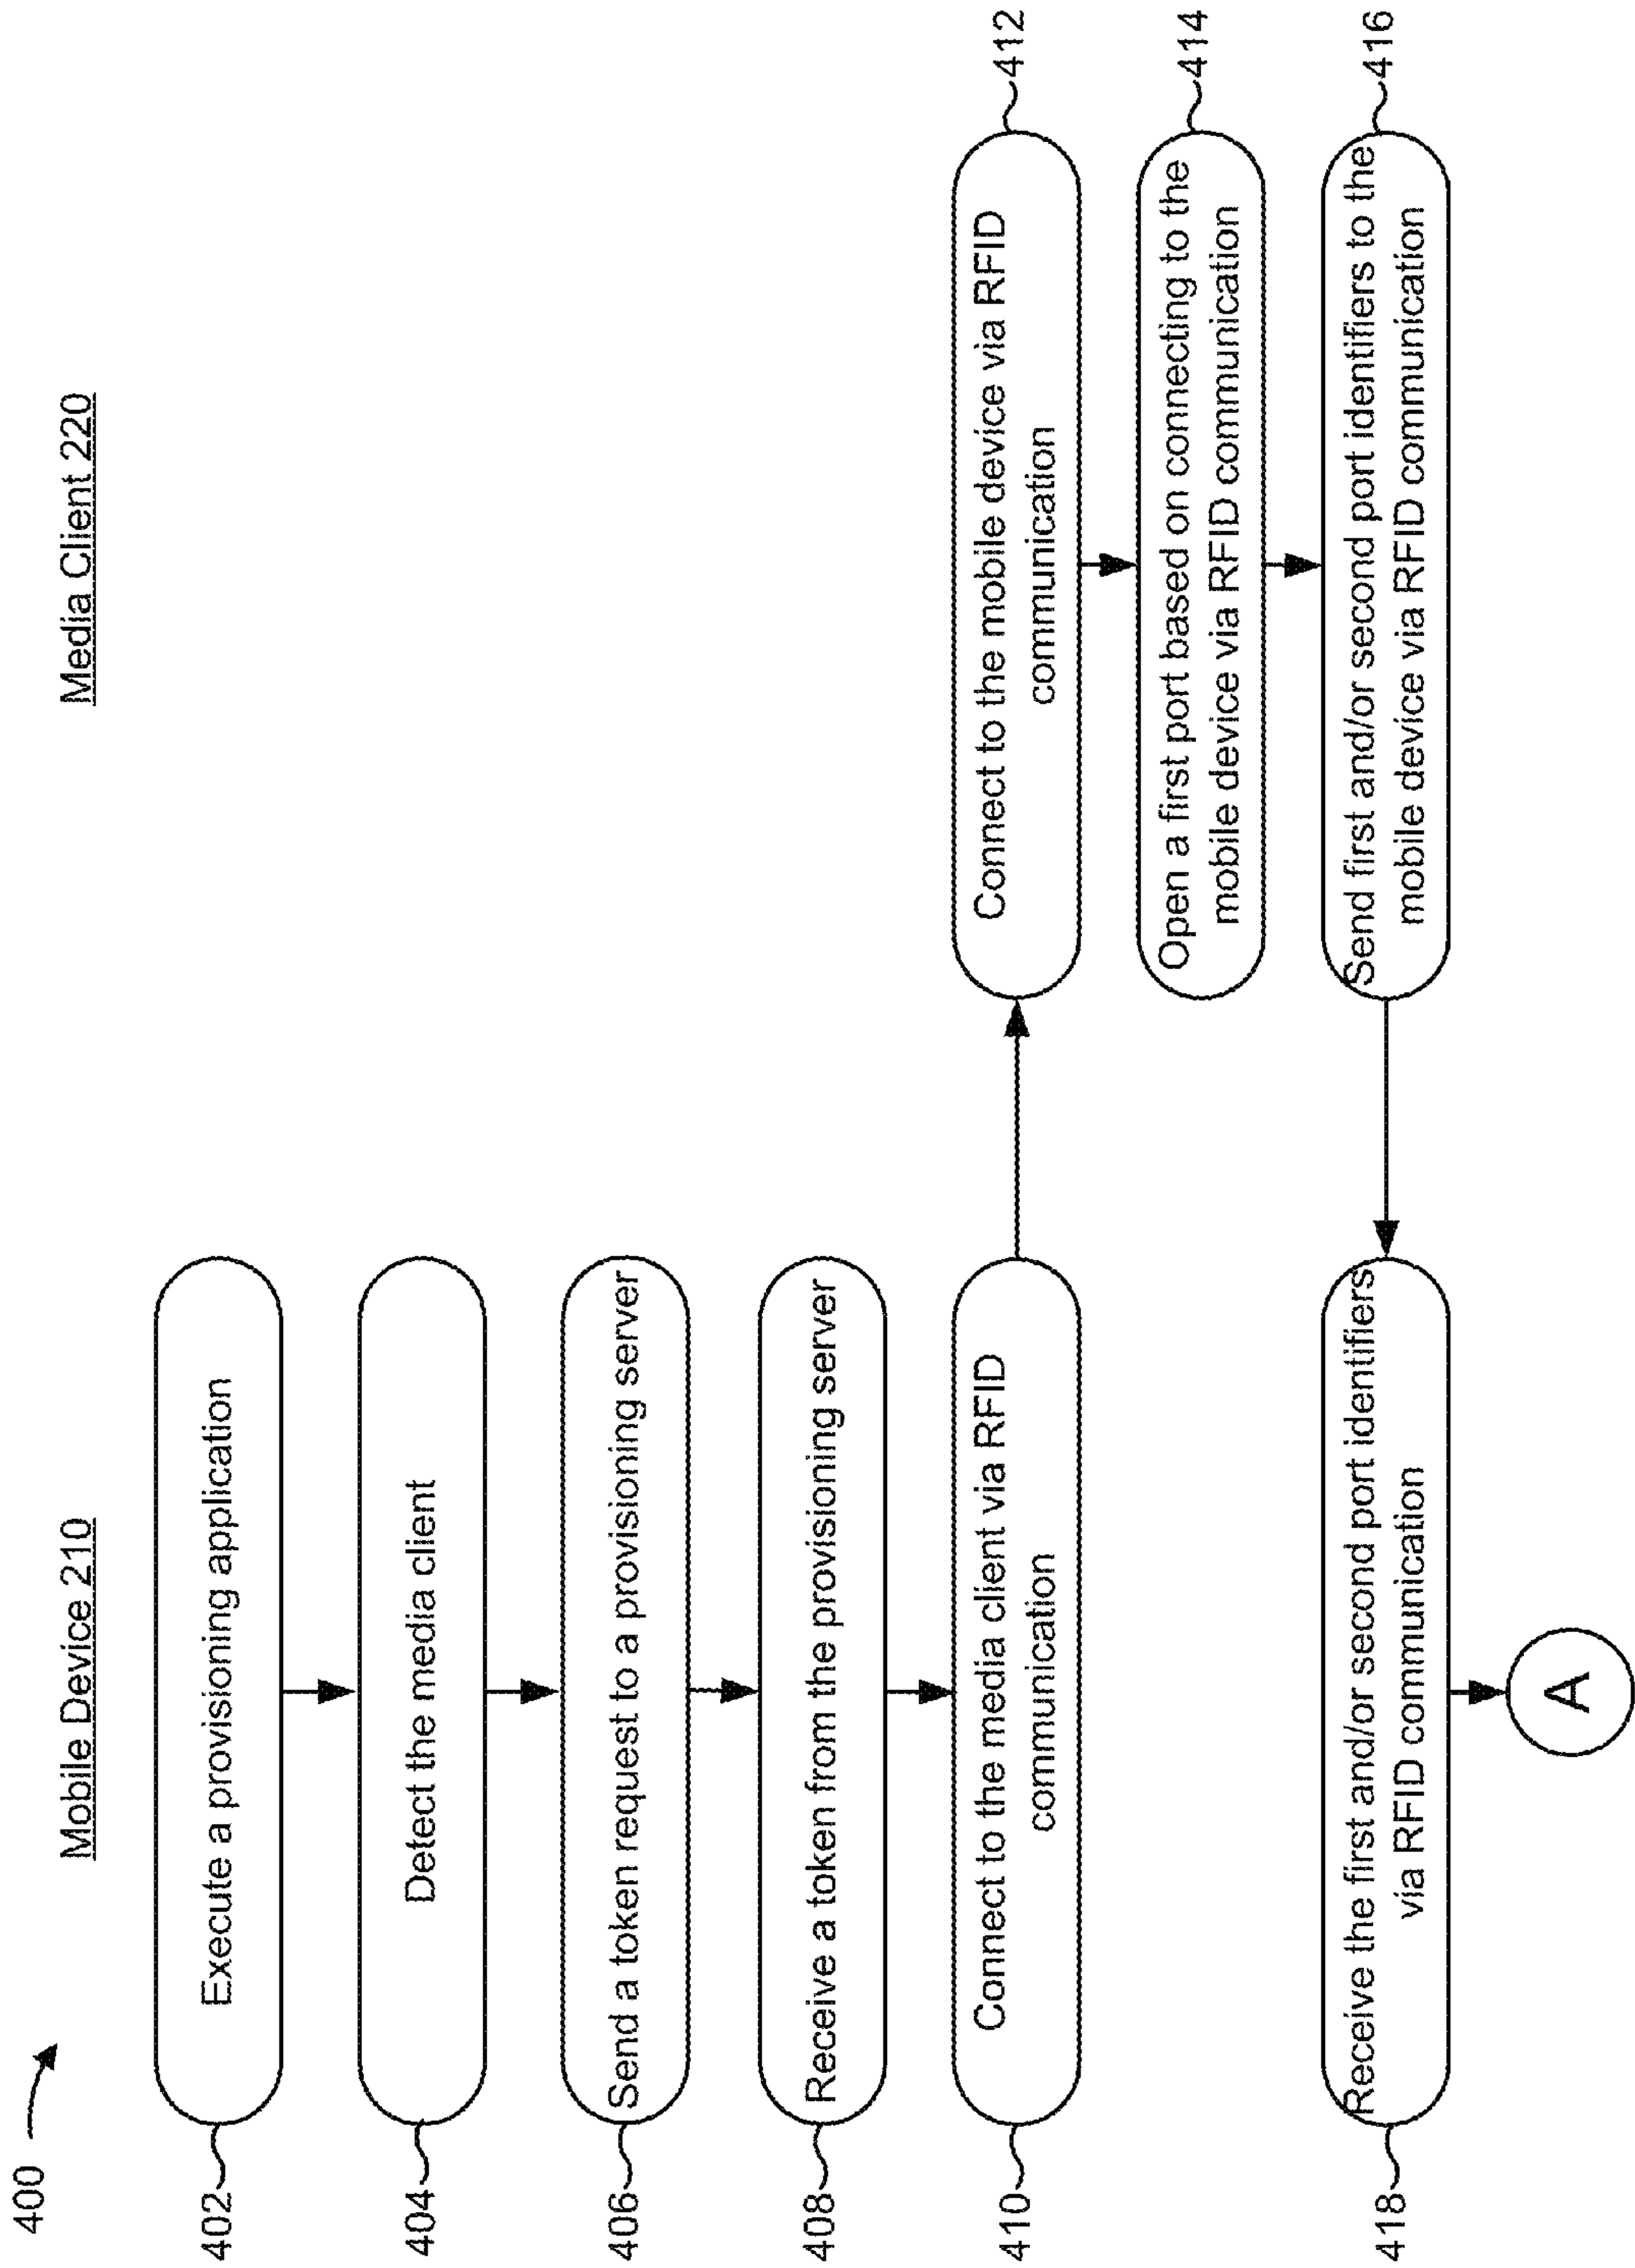 400
Mobile Device 210
Media Client 220
402
Execute a provisioning application
404
Detect the media client
406
Send a token request to a provisioning server
408
Receive a token from the provisioning server
410
Connect to the media client via RFID
communication
Connect to the mobile device via RFID
communication
412
Open a first port based on connecting to the
mobile device via RFID communication
414
Send first and/or second port identifiers to the
mobile device via RFID communication
416
418
Receive the first and/or second port identifiers
via RFID communication
A